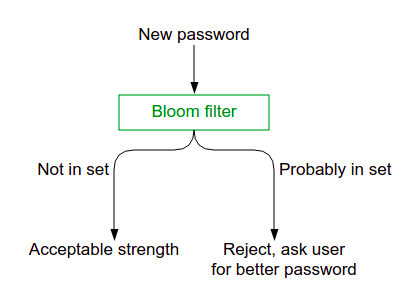 New password
Bloom filter
Not in set
Probably in set
Acceptable strength
Reject, ask user
for better password